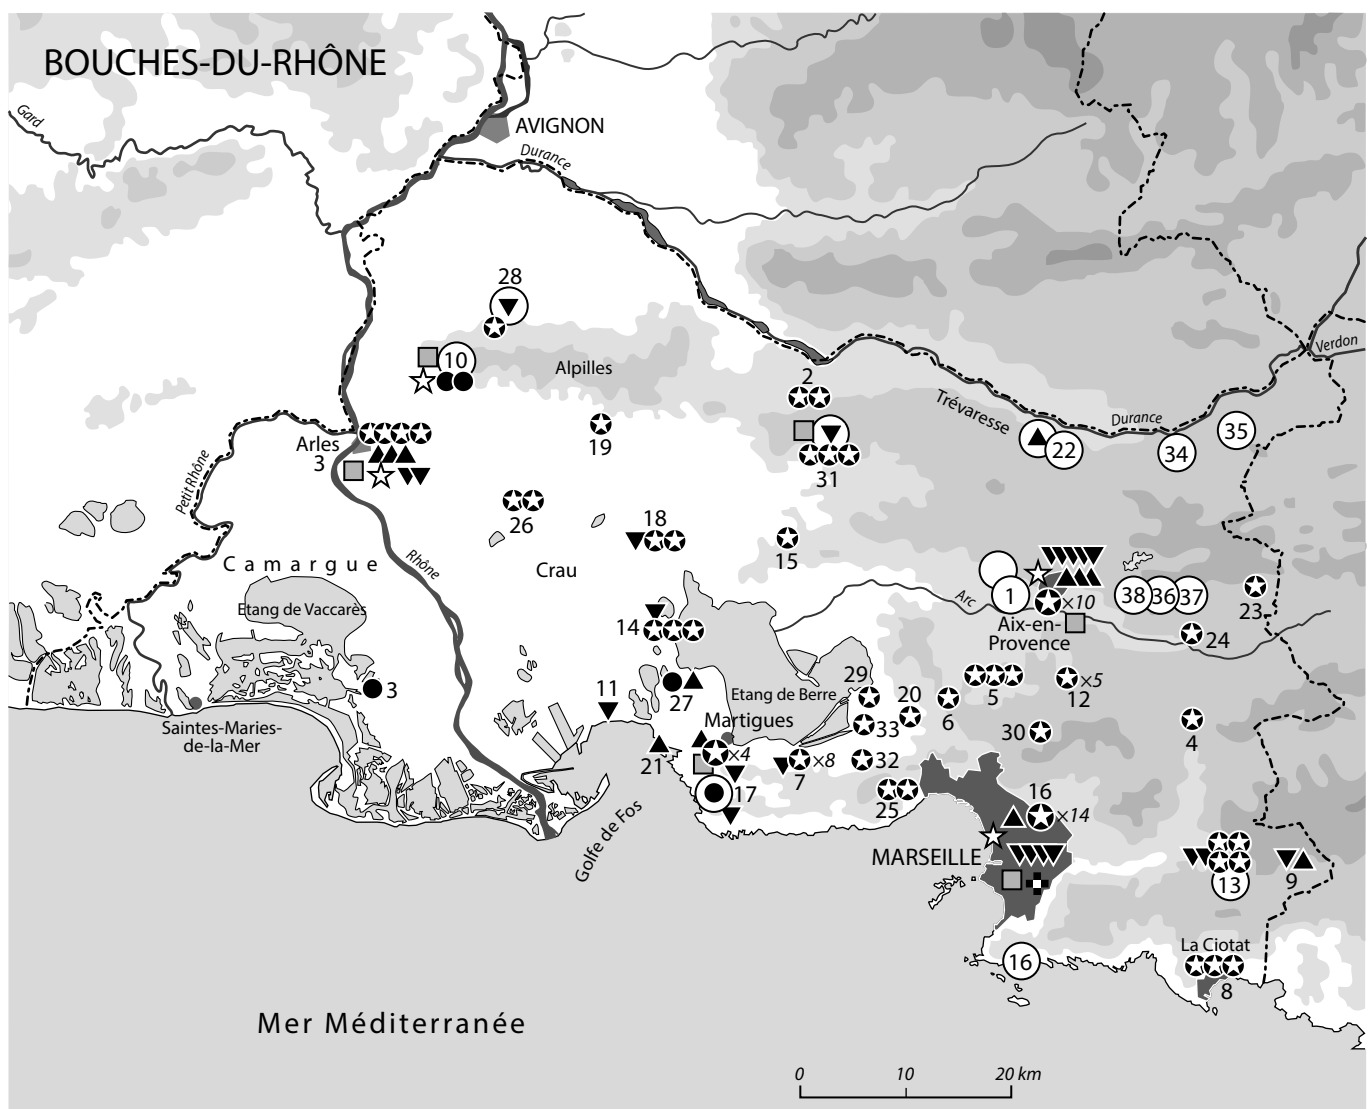 BOUCHES-DU-RHÔNE
Gard
AVIGNON
Durance
28
Verdon
10
Alpilles
2
Trévaresse
Durance
35
Arles
3
19
22
34
31
Petit Rhône
26
18
15
Rhône
Camargue
Crau
1
38
36
37
23
Arc
×10
Etang de Vaccarès
14
Aix-en-
Provence
24
3
11
27
Etang de Berre
29
20
6
5
12
×5
Saintes-Maries-
de-la-Mer
Martigues
33
30
4
21
×4
7
×8
32
17
25
16
×14
Golfe de Fos
MARSEILLE
13
9
La Ciotat
16
8
Mer Méditerranée
0
10
20 km